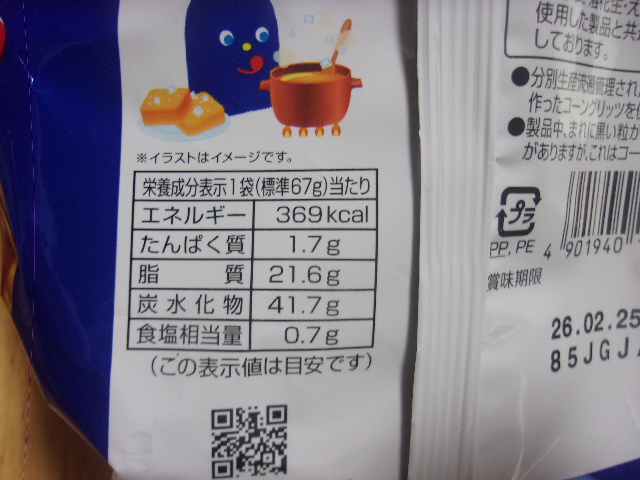 ※イラストはイメージです。
栄養成分表示1袋(標準67g)当たり
エネルギー 369kcal
たんぱく質 1.7g
脂質 21.6g
炭水化物 41.7g
食塩相当量 0.7g
(この表示値は目安です)
使用した製品と共
しております。
●分別生産流通管理され
作ったコーングリッツを
●製品中、まれに黒い粒が
がありますが、これはコー
プラ
PP, PE
4 901940
賞味期限
26.02.25
85JGJ